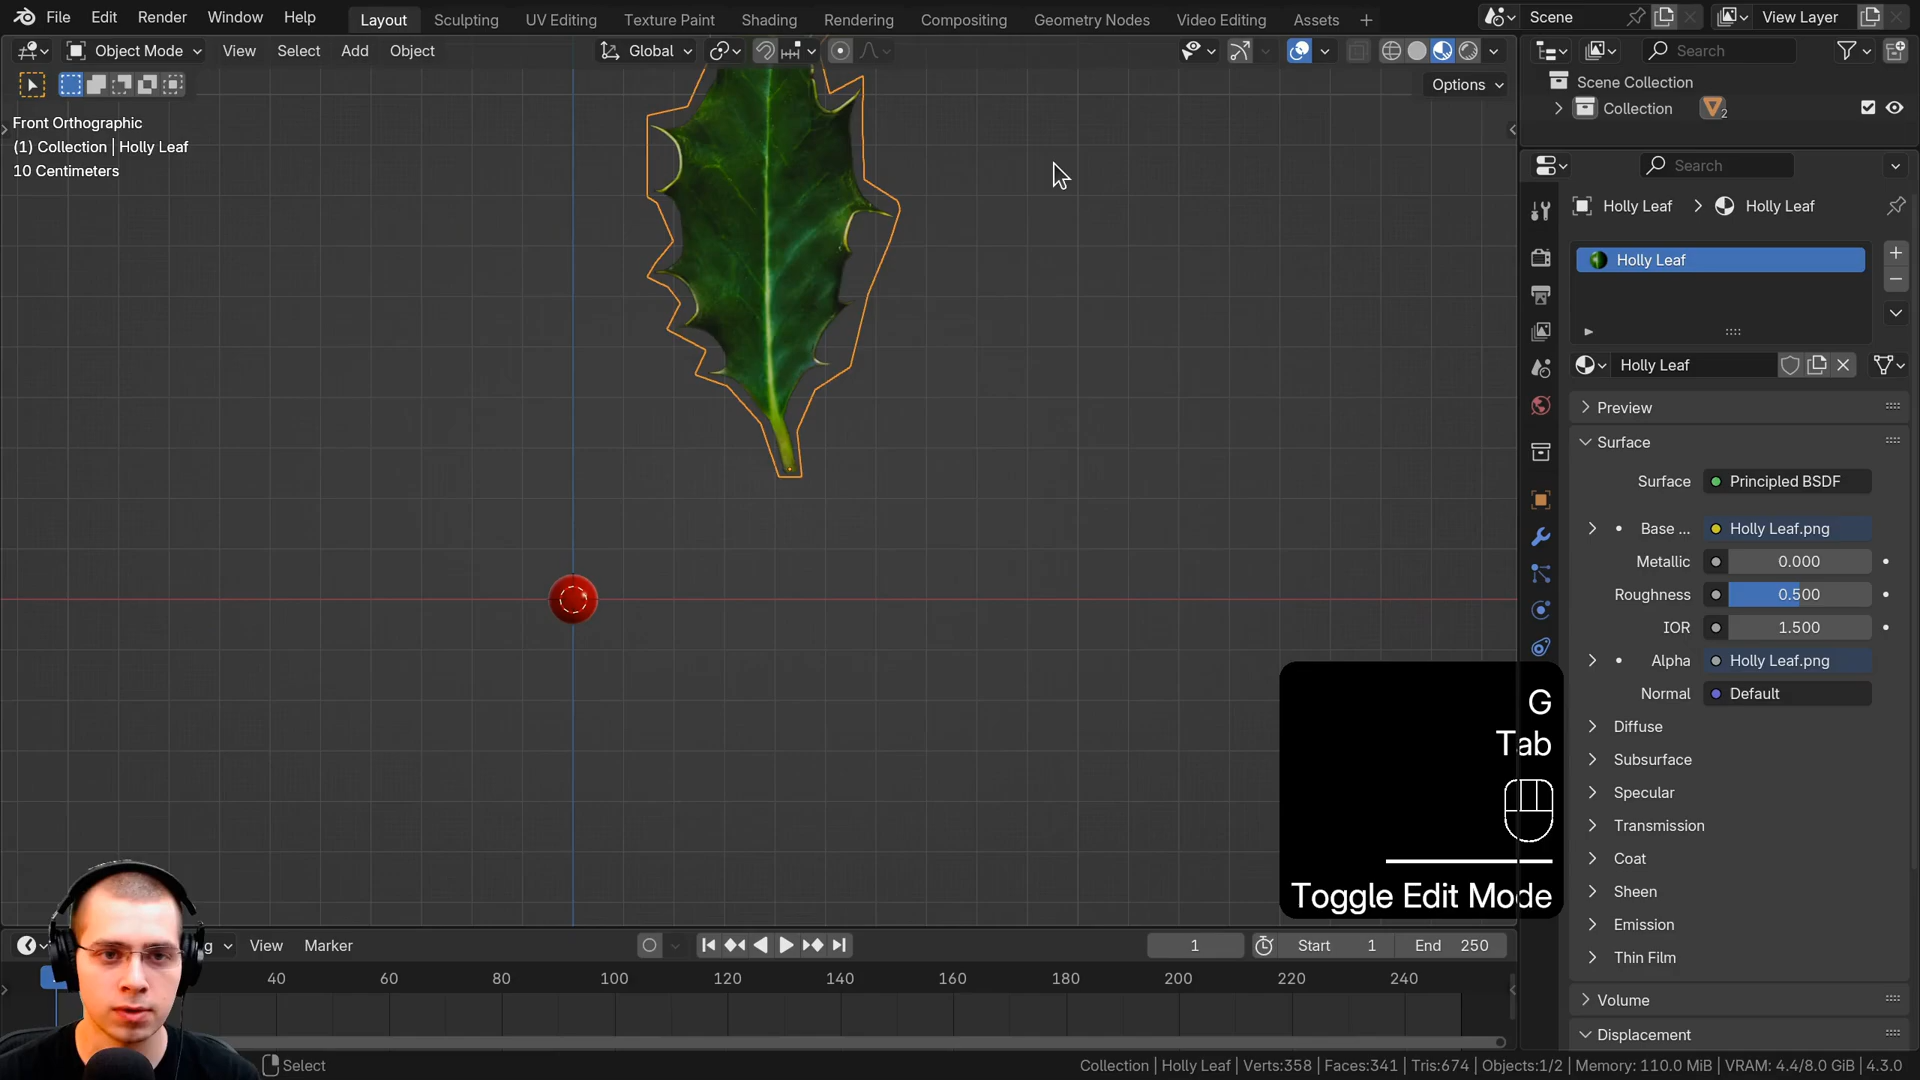 File Edit Render Window Help Layout Sculpting UV Editing Texture Paint Shading Rendering Compositing Geometry Nodes Video Editing Assets + Scene View Layer
Object Mode View Select Add Object Global Search
Options
Scene Collection
Collection 2
Front Orthographic
(1) Collection | Holly Leaf
10 Centimeters
Search
Holly Leaf > Holly Leaf
Holly Leaf
Holly Leaf
Preview
Surface
Surface Principled BSDF
Base ... Holly Leaf.png
Metallic 0.000
Roughness 0.500
IOR 1.500
Alpha Holly Leaf.png
Normal Default
Diffuse
Subsurface
Specular
Transmission
Coat
Sheen
Emission
Thin Film
Volume
Displacement
G
Tab
Toggle Edit Mode
g View Marker 1 Start 1 End 250
40 60 80 100 120 140 160 180 200 220 240
Select
Collection | Holly Leaf | Verts:358 | Faces:341 | Tris:674 | Objects:1/2 | Memory: 110.0 MiB | VRAM: 4.4/8.0 GiB | 4.3.0